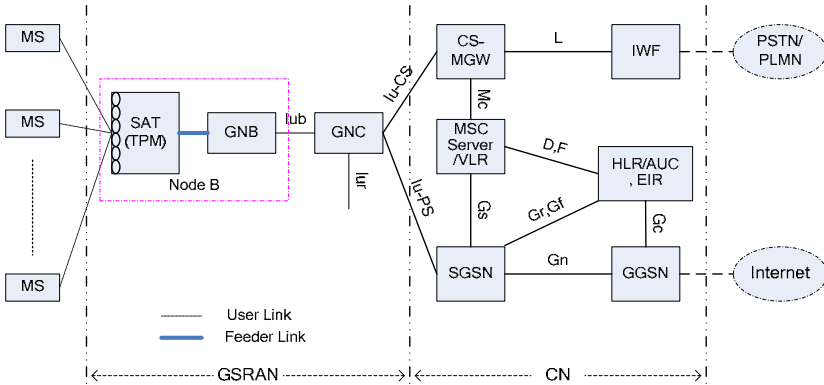 MS
MS
MS
SAT
(TPM)
GNB
Node B
Iub
GNC
Iur
Iu-CS
Iu-PS
CS-
MGW
L
IWF
PSTN/
PLMN
Mc
MSC
Server
/VLR
D,F
HLR/AUC
, EIR
Gs
Gr,Gf
Gc
SGSN
Gn
GGSN
Internet
User Link
Feeder Link
GSRAN
CN